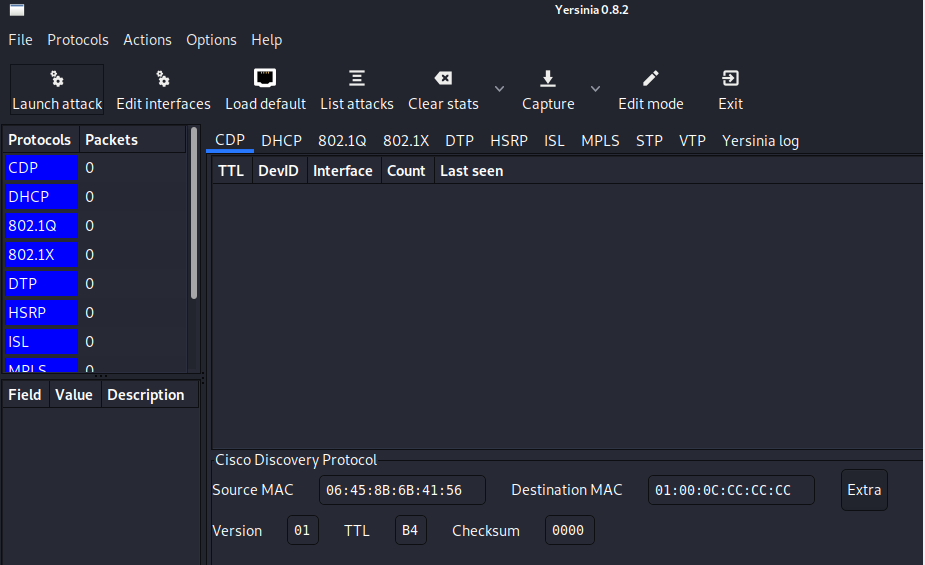 Yersinia 0.8.2
File Protocols Actions Options Help
Launch attack Edit interfaces Load default List attacks Clear stats Capture Edit mode Exit
Protocols Packets
CDP 0
DHCP 0
802.1Q 0
802.1X 0
DTP 0
HSRP 0
ISL 0
MPLS 0
Field Value Description
CDP DHCP 802.1Q 802.1X DTP HSRP ISL MPLS STP VTP Yersinia log
TTL DevID Interface Count Last seen
Cisco Discovery Protocol
Source MAC 06:45:8B:6B:41:56 Destination MAC 01:00:0C:CC:CC:CC Extra
Version 01 TTL B4 Checksum 0000